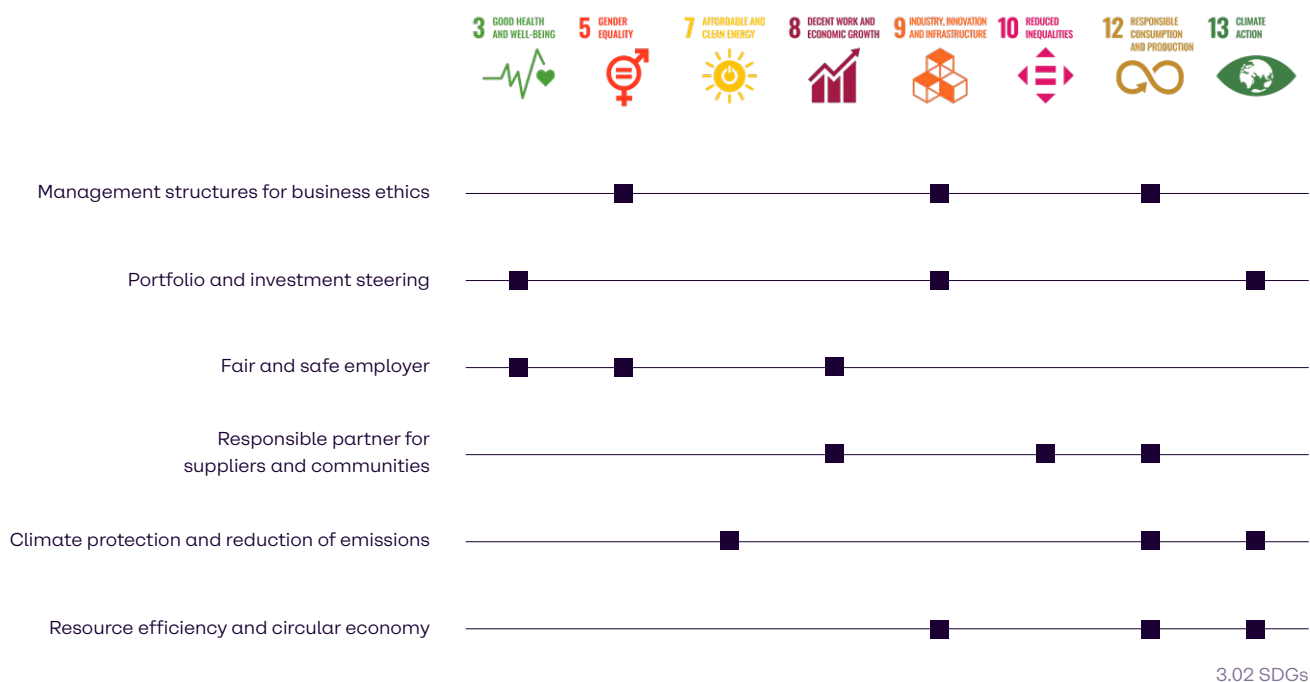 3 GOOD HEALTH
AND WELL-BEING
5 GENDER
EQUALITY
7 AFFORDABLE AND
CLEAN ENERGY
8 DECENT WORK AND
ECONOMIC GROWTH
9 INDUSTRY, INNOVATION
AND INFRASTRUCTURE
10 REDUCED
INEQUALITIES
12 RESPONSIBLE
CONSUMPTION
AND PRODUCTION
13 CLIMATE
ACTION
Management structures for business ethics
Portfolio and investment steering
Fair and safe employer
Responsible partner for
suppliers and communities
Climate protection and reduction of emissions
Resource efficiency and circular economy
3.02 SDGs